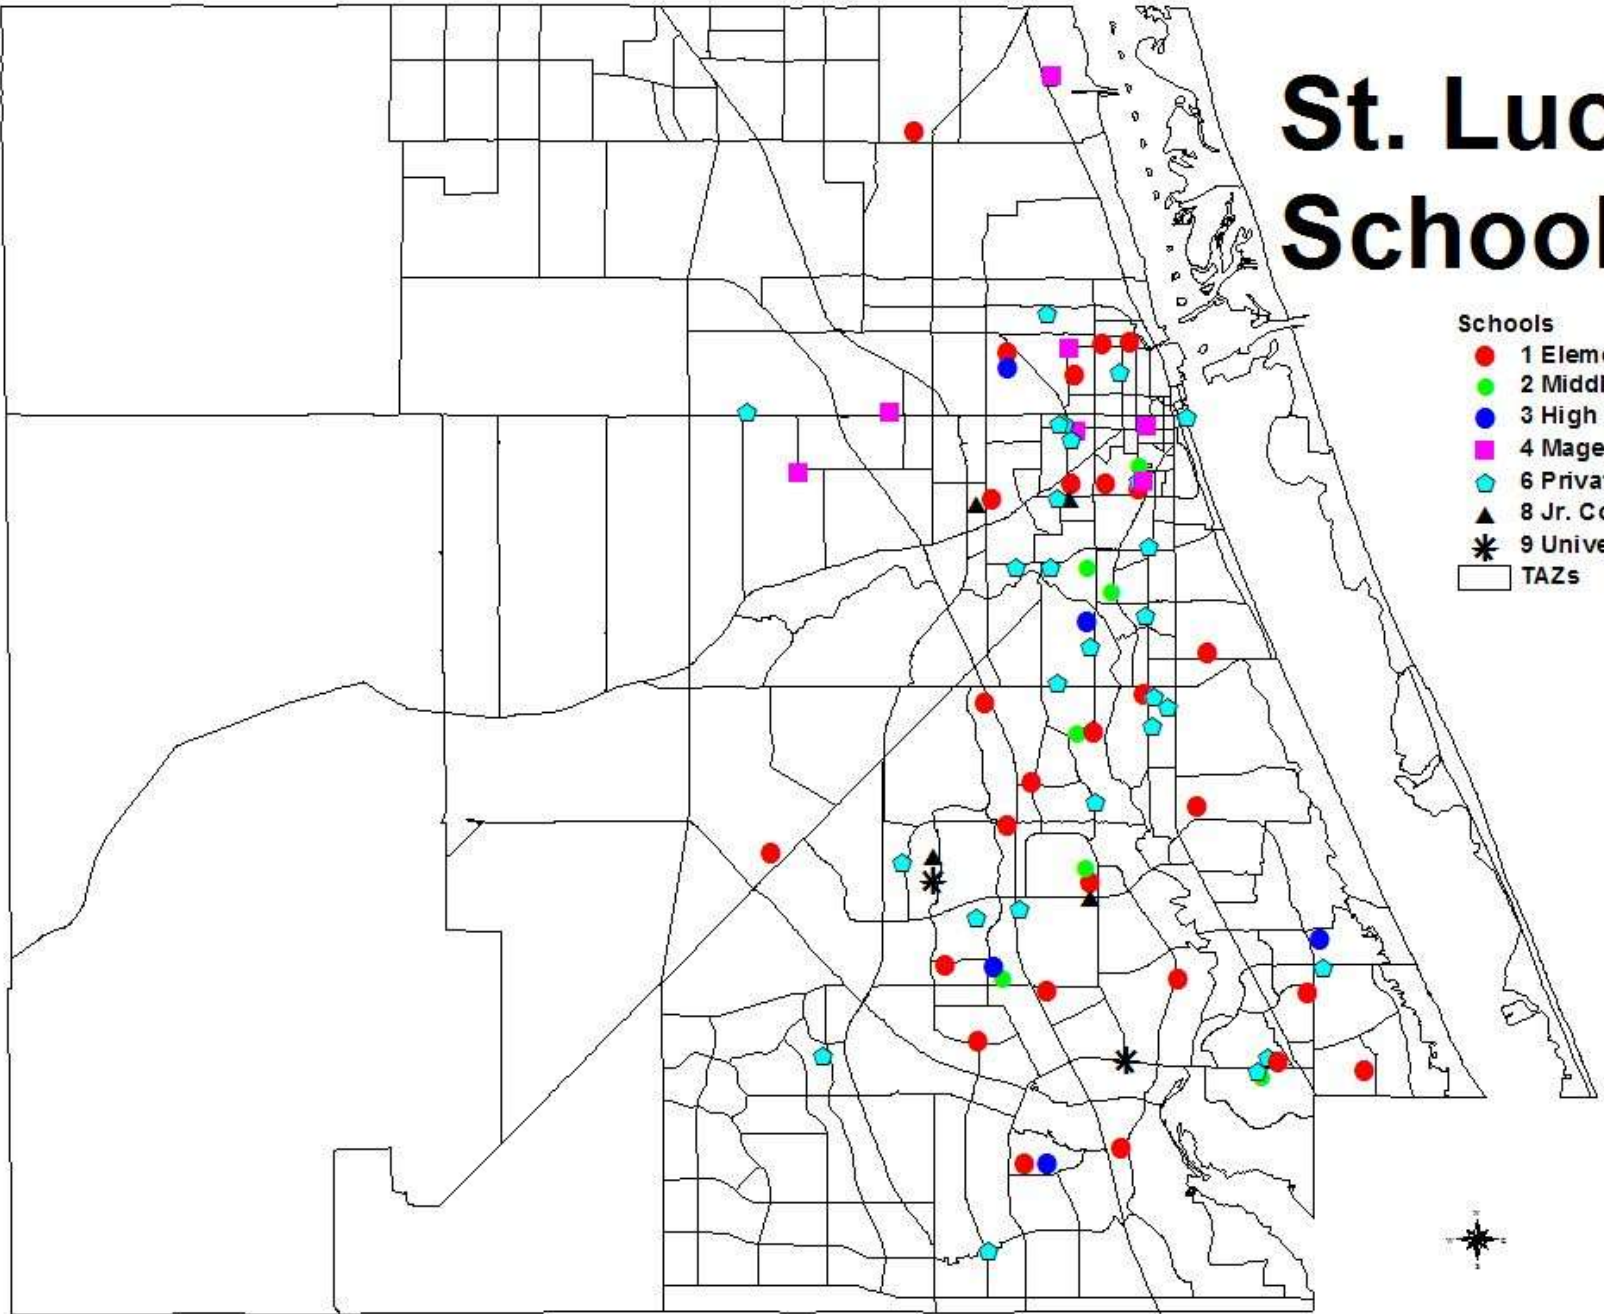 St. Luc
School
Schools
1 Eleme
2 Middl
3 High
4 Mage
6 Priva
8 Jr. Co
9 Unive
TAZs